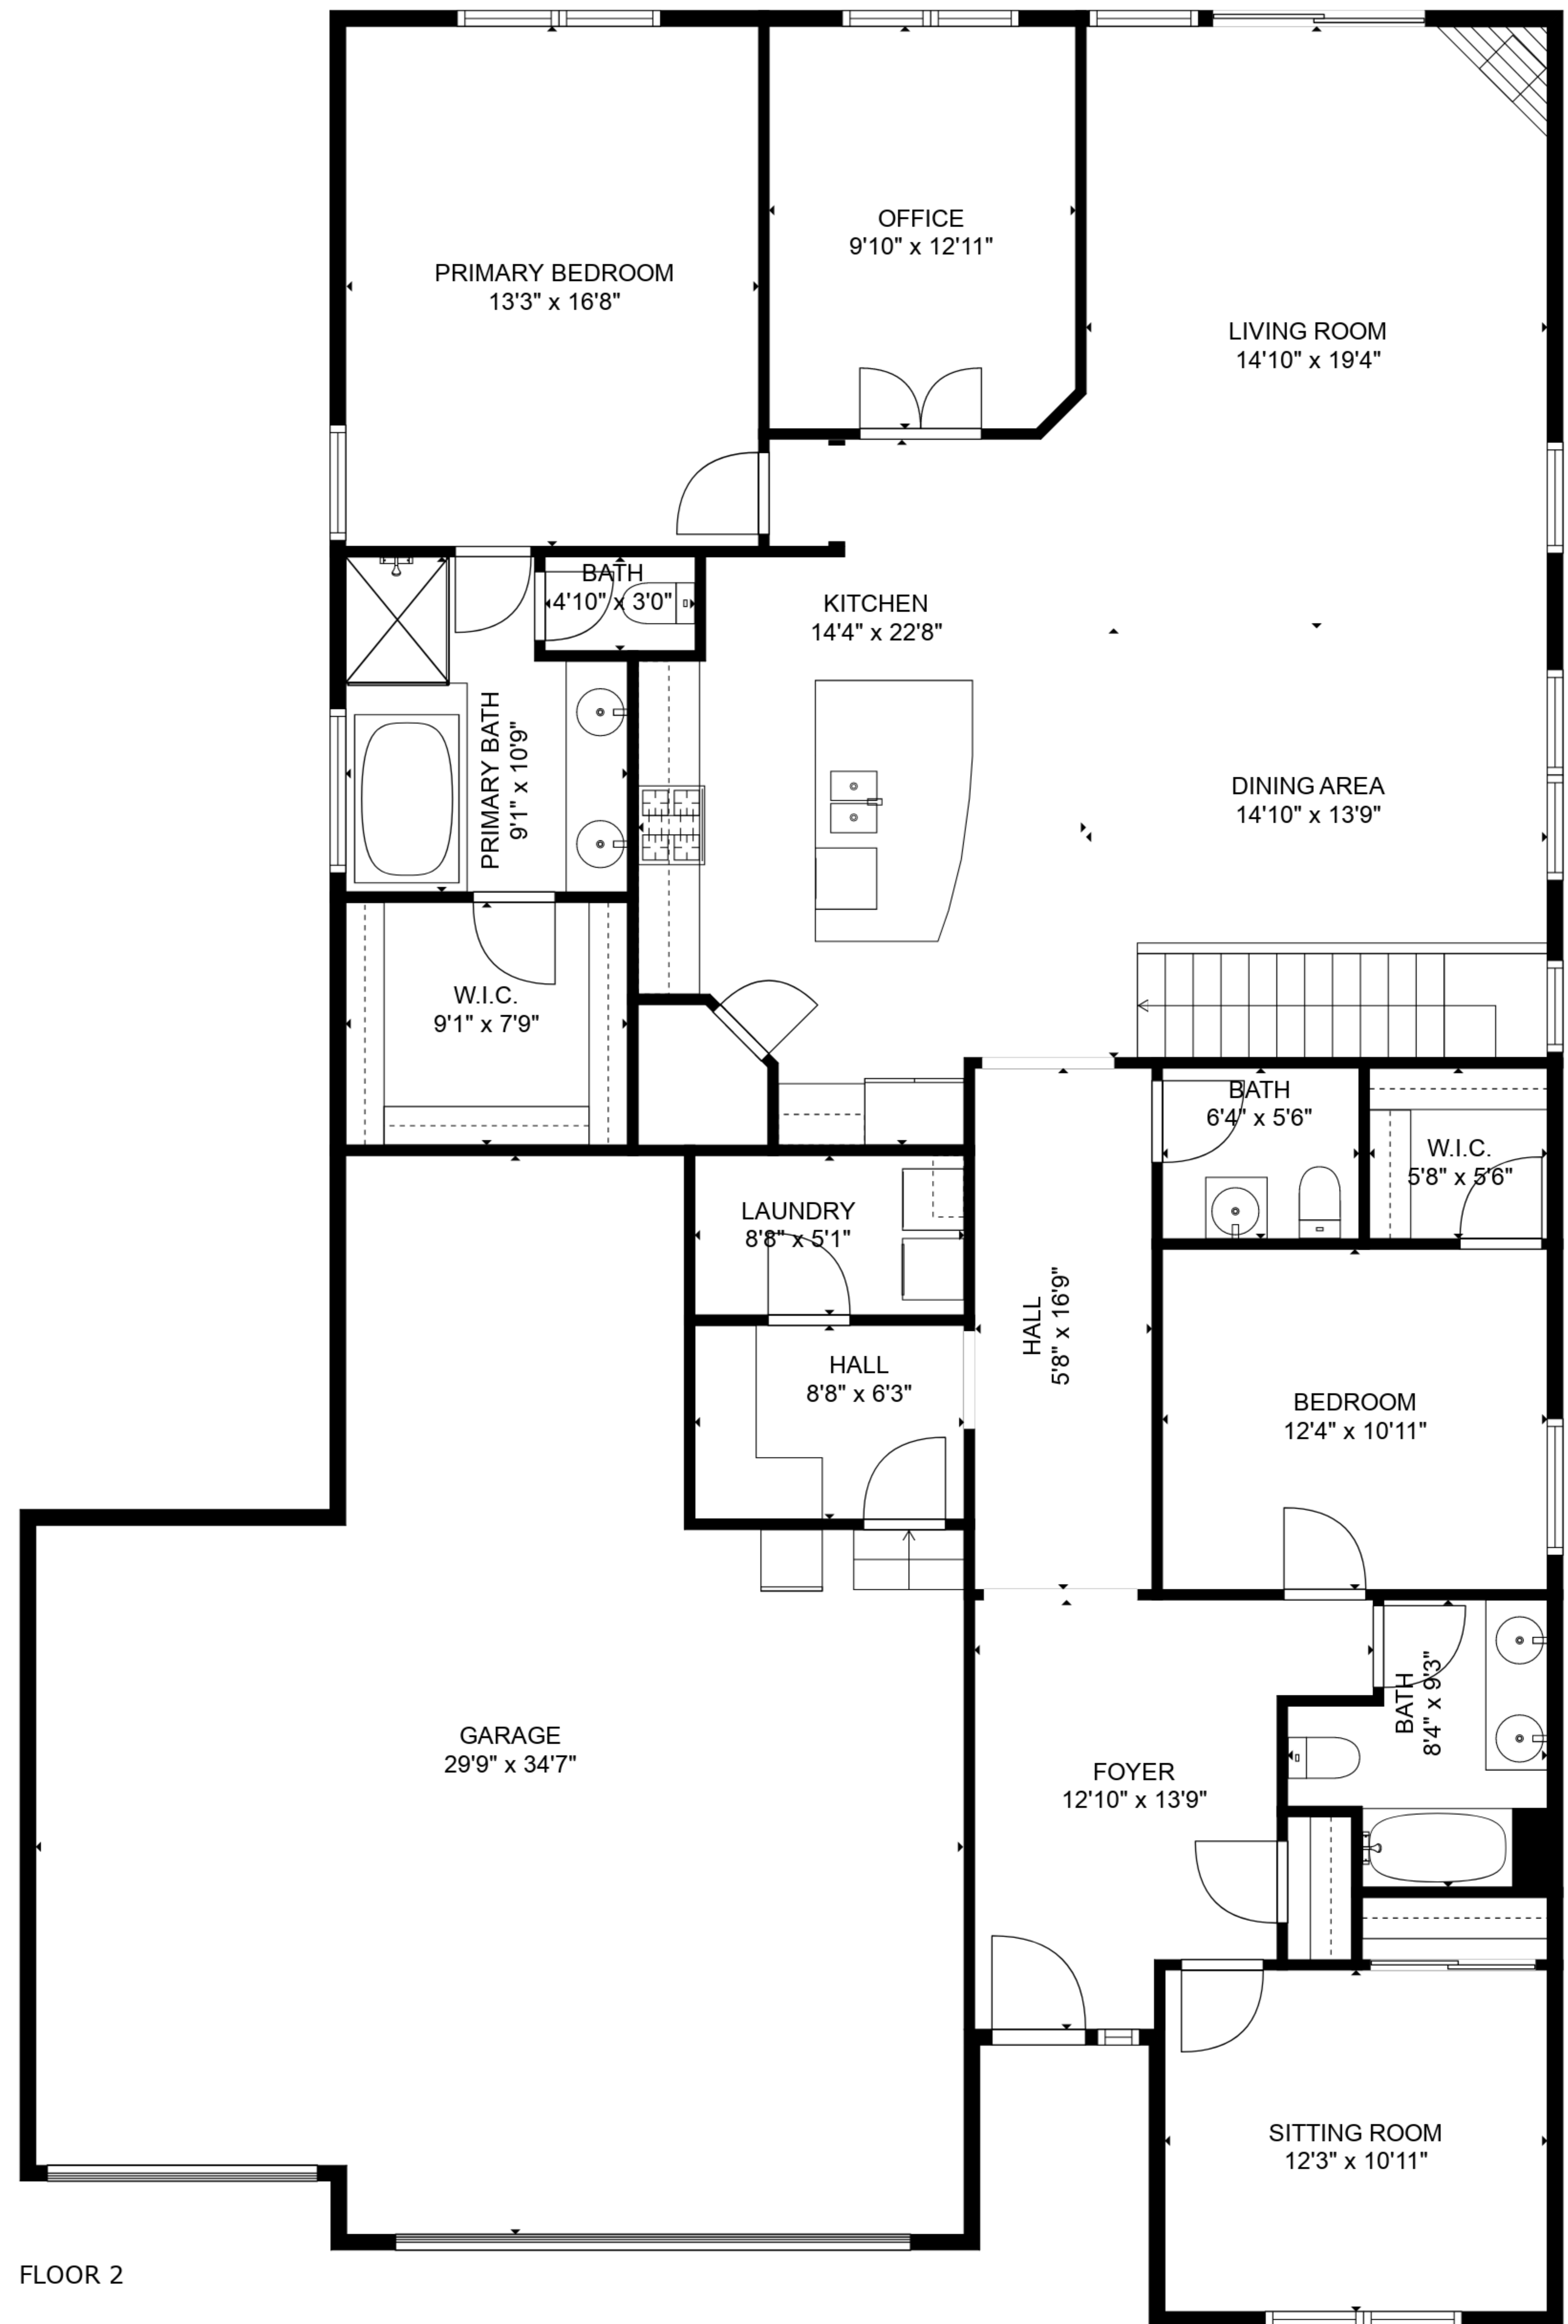 OFFICE
9'10" x 12'11"
PRIMARY BEDROOM
13'3" x 16'8"
LIVING ROOM
14'10" x 19'4"
BATH
4'10" x 3'0"
KITCHEN
14'4" x 22'8"
PRIMARY BATH
9'1" x 10'9"
DINING AREA
14'10" x 13'9"
W.I.C.
9'1" x 7'9"
BATH
6'4" x 5'6"
W.I.C.
5'8" x 5'6"
LAUNDRY
8'8" x 5'1"
HALL
5'8" x 16'9"
HALL
8'8" x 6'3"
BEDROOM
12'4" x 10'11"
BATH
8'4" x 9'3"
GARAGE
29'9" x 34'7"
FOYER
12'10" x 13'9"
SITTING ROOM
12'3" x 10'11"
FLOOR 2